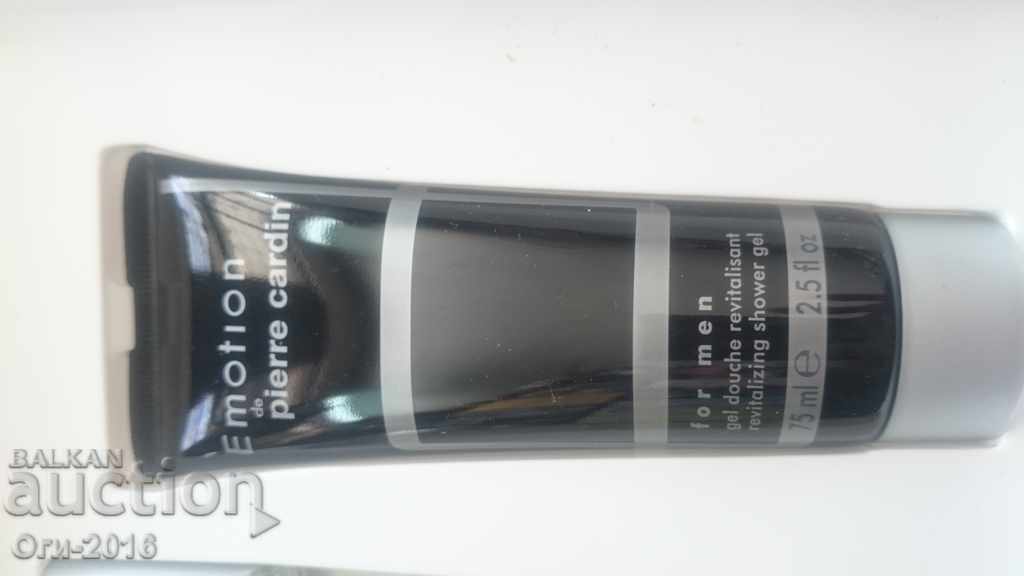 Emotion
de
pierre cardin
for men
gel douche revitalisant
revitalizing shower gel
75 ml e 2.5 fl oz
BALKAN
auction
Оги-2016